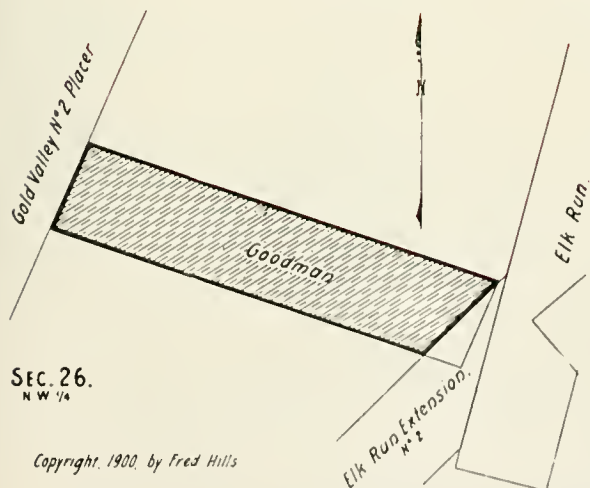 Gold Valley Nº 2 Placer
N
Elk Run.
Goodman
SEC. 26.
N W 1/4
Elk Run Extension.
Nº 2
Copyright, 1900, by Fred Hills